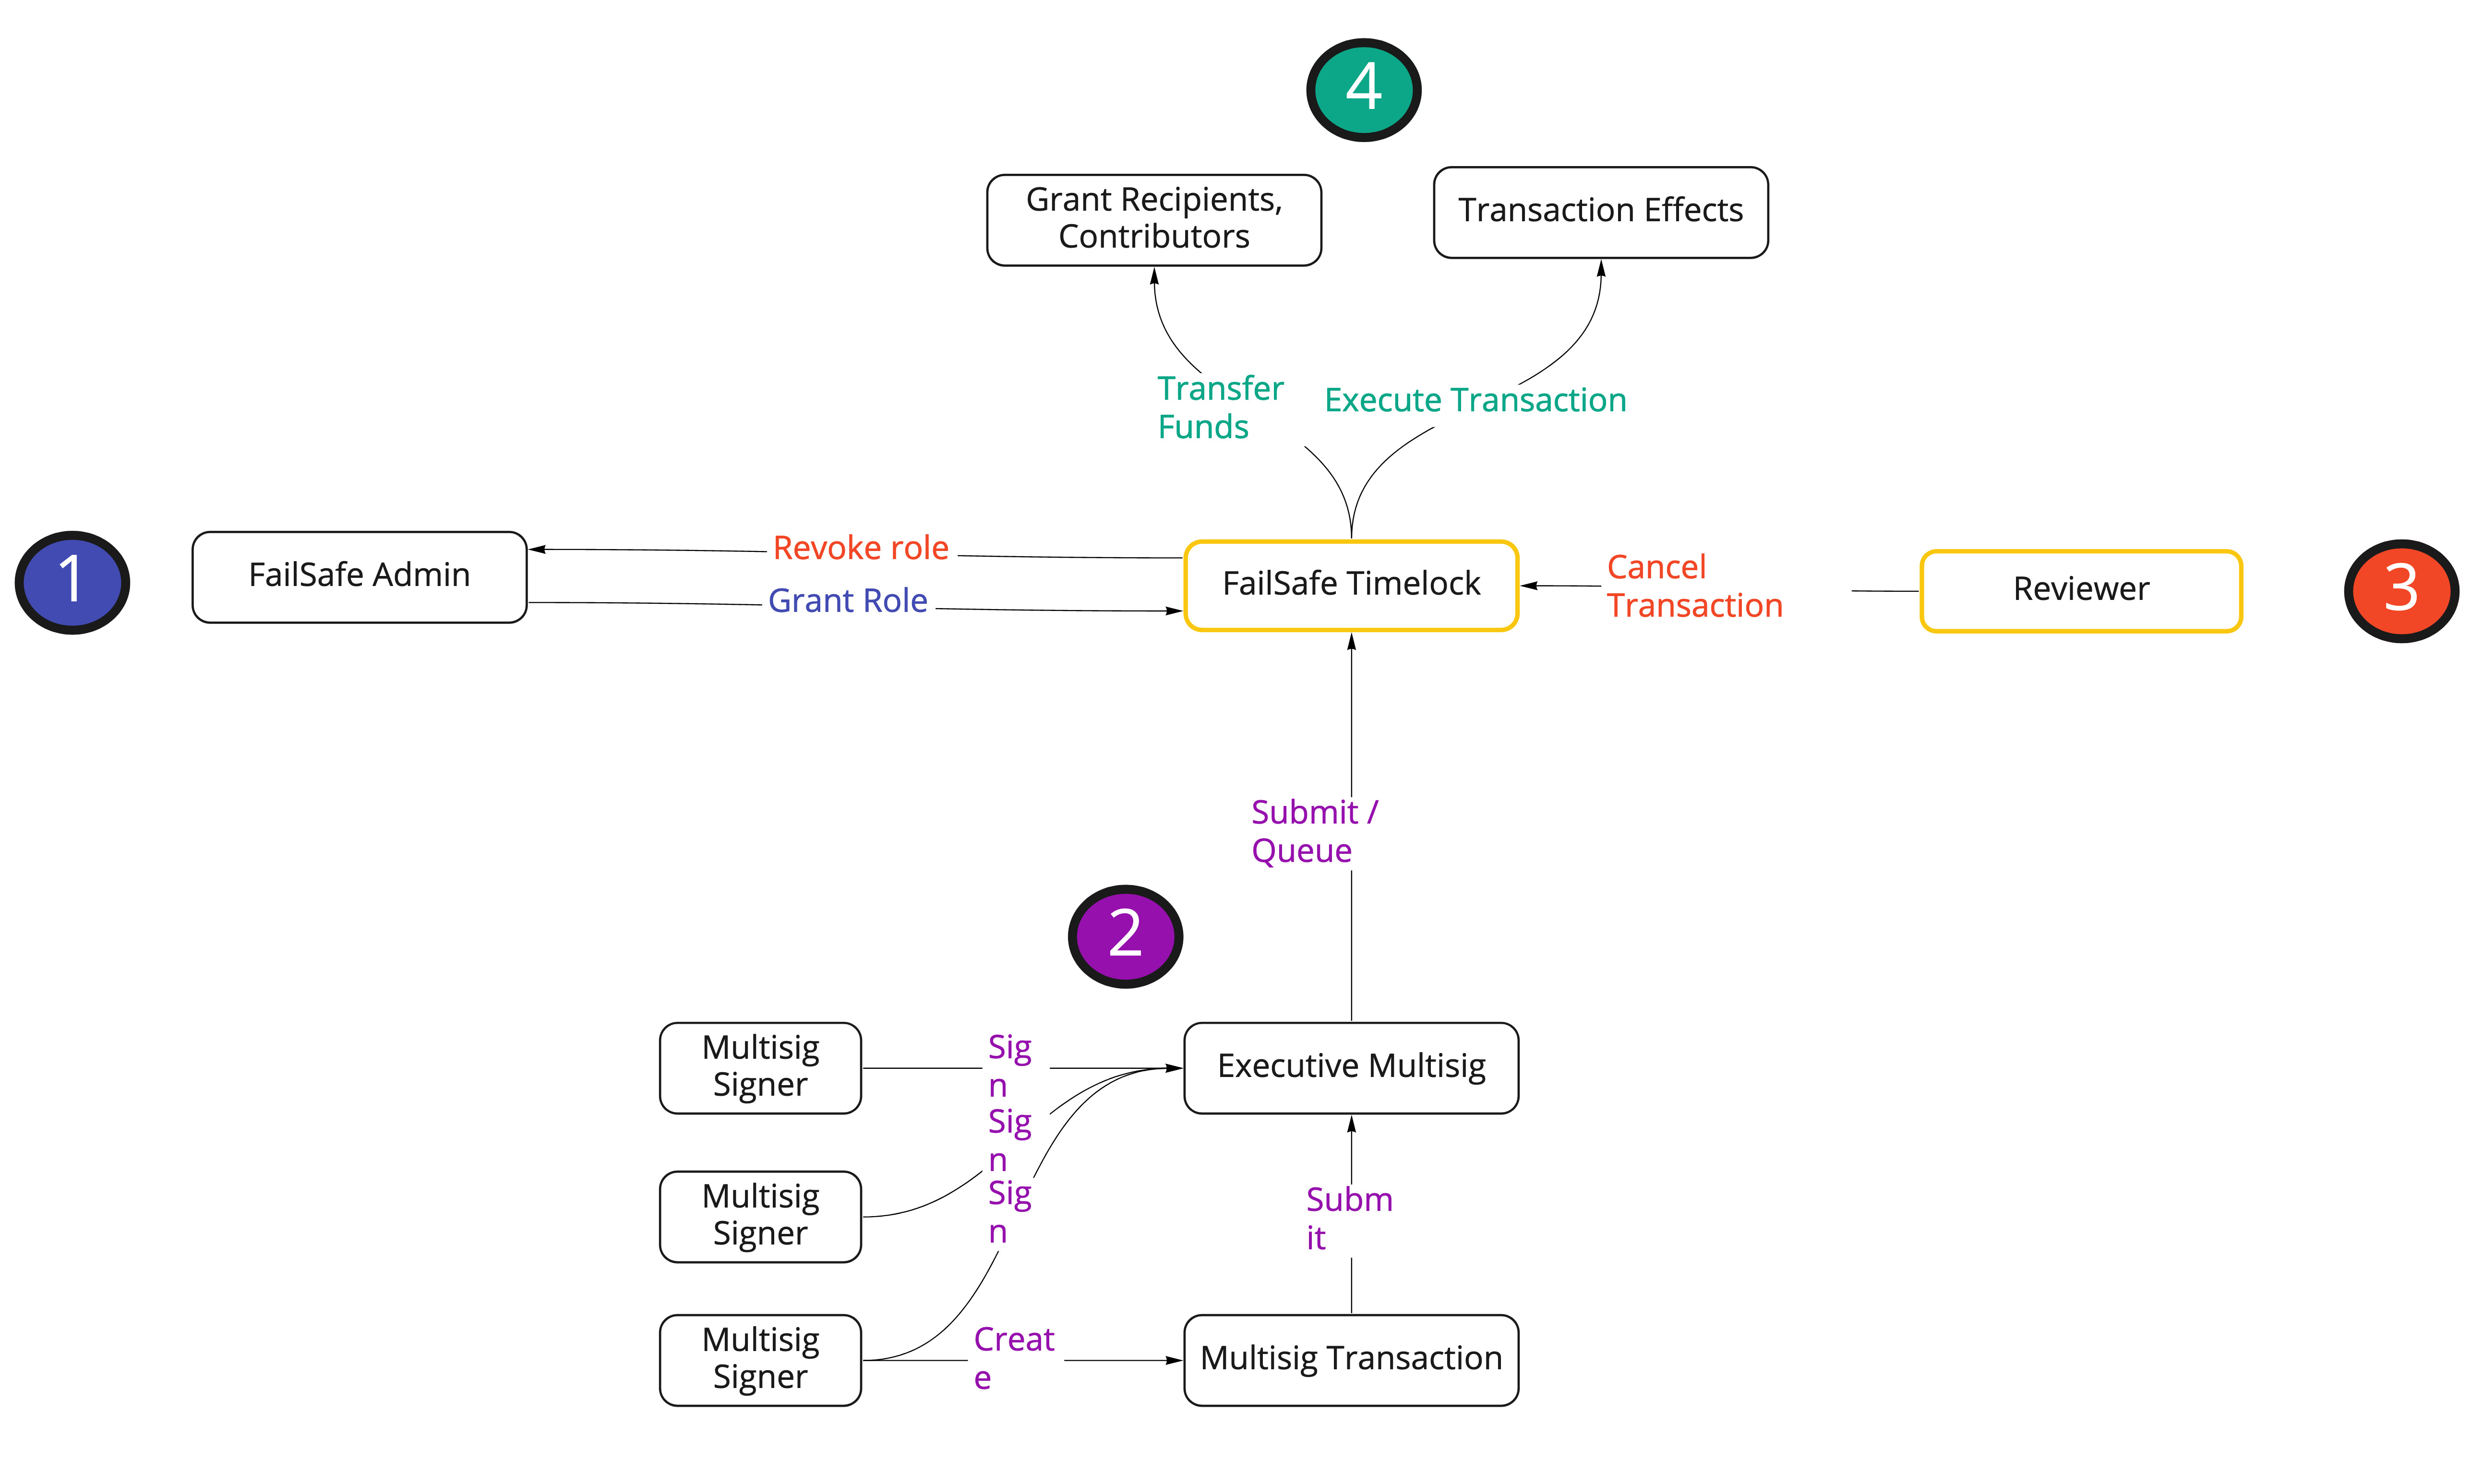 4
Grant Recipients,
Contributors
Transaction Effects
Transfer
Funds
Execute Transaction
1
FailSafe Admin
Revoke role
Grant Role
FailSafe Timelock
Cancel
Transaction
Reviewer
3
Submit /
Queue
2
Multisig
Signer
Sig
n
Executive Multisig
Sig
n
Multisig
Signer
Sig
n
Subm
it
Multisig
Signer
Creat
e
Multisig Transaction